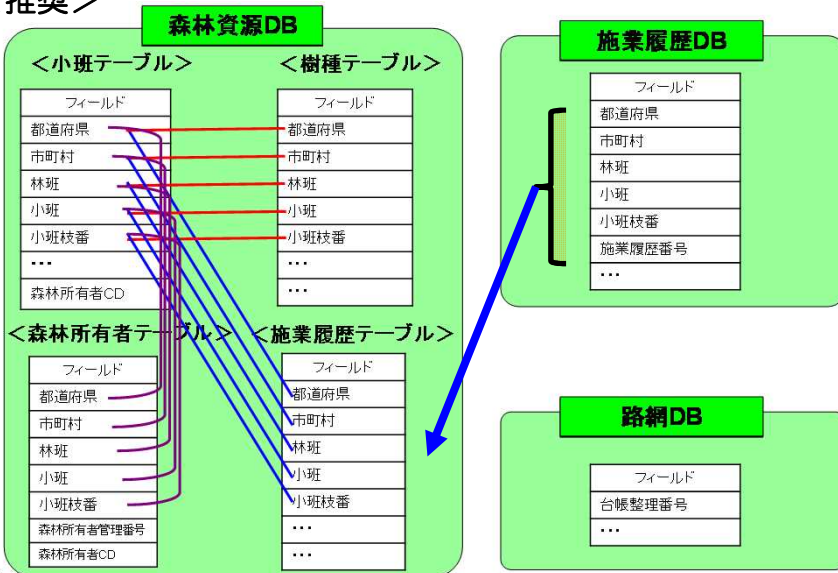 推奨＞
森林資源DB
＜小班テーブル＞
フィールド
都道府県
市町村
林班
小班
小班枝番
…
森林所有者CD
＜樹種テーブル＞
フィールド
都道府県
市町村
林班
小班
小班枝番
…
…
＜森林所有者テーブル＞
フィールド
都道府県
市町村
林班
小班
小班枝番
森林所有者管理番号
森林所有者CD
＜施業履歴テーブル＞
フィールド
都道府県
市町村
林班
小班
小班枝番
…
…
施業履歴DB
フィールド
都道府県
市町村
林班
小班
小班枝番
施業履歴番号
…
路網DB
フィールド
台帳整理番号
…